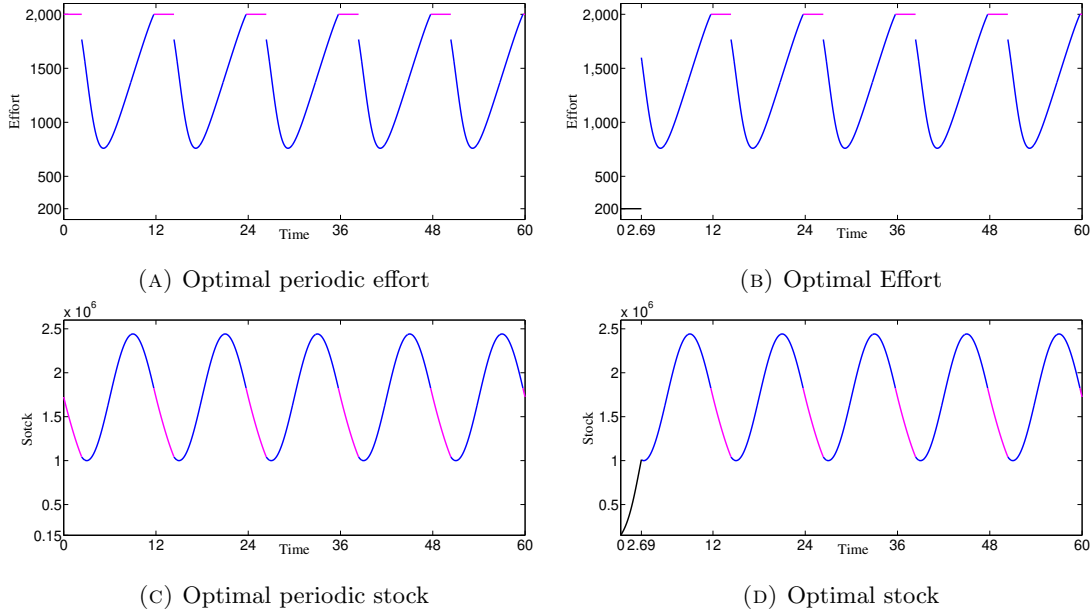 2,000
1500
1,000
500
200
Effort
0 12 24 36 48 60
Time
(A) Optimal periodic effort
2,000
1500
1,000
500
200
Effort
0 2.69 12 24 36 48 60
Time
(B) Optimal Effort
x 10^6
2.5
2
1.5
1
0.5
0.15
Sotck
0 12 24 36 48 60
Time
(C) Optimal periodic stock
x 10^6
2.5
2
1.5
1
0.5
Stock
0 2.69 12 24 36 48 60
Time
(D) Optimal stock